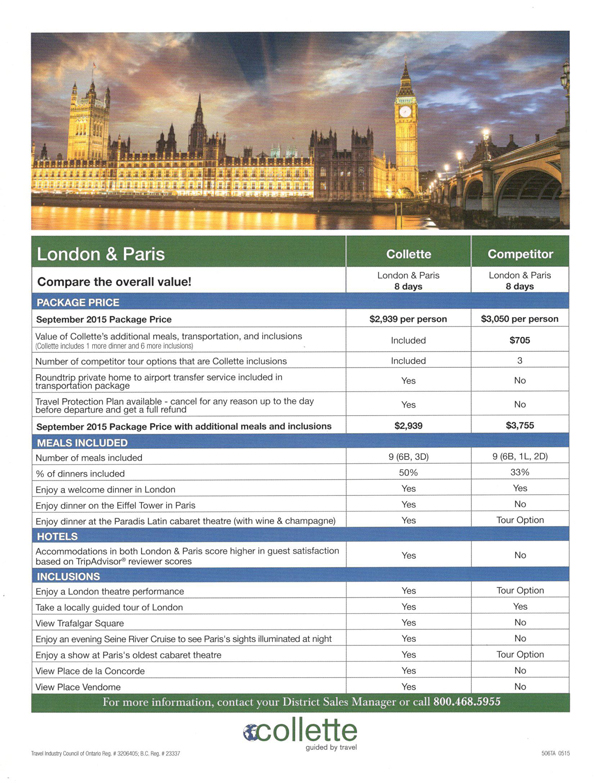 London & Paris Collette Competitor
Compare the overall value! London & Paris 8 days London & Paris 8 days
PACKAGE PRICE
September 2015 Package Price $2,939 per person $3,050 per person
Value of Collette's additional meals, transportation, and inclusions Included $705
(Collette includes 1 more dinner and 6 more inclusions)
Number of competitor tour options that are Collette inclusions Included 3
Roundtrip private home to airport transfer service included in
transportation package Yes No
Travel Protection Plan available - cancel for any reason up to the day
before departure and get a full refund Yes No
September 2015 Package Price with additional meals and inclusions $2,939 $3,755
MEALS INCLUDED
Number of meals included 9 (6B, 3D) 9 (6B, 1L, 2D)
% of dinners included 50% 33%
Enjoy a welcome dinner in London Yes Yes
Enjoy dinner on the Eiffel Tower in Paris Yes No
Enjoy dinner at the Paradis Latin cabaret theatre (with wine & champagne) Yes Tour Option
HOTELS
Accommodations in both London & Paris score higher in guest satisfaction
based on TripAdvisor® reviewer scores Yes No
INCLUSIONS
Enjoy a London theatre performance Yes Tour Option
Take a locally guided tour of London Yes Yes
View Trafalgar Square Yes No
Enjoy an evening Seine River Cruise to see Paris's sights illuminated at night Yes No
Enjoy a show at Paris's oldest cabaret theatre Yes Tour Option
View Place de la Concorde Yes No
View Place Vendome Yes No
For more information, contact your District Sales Manager or call 800.468.5955
collette
guided by travel
Travel Industry Council of Ontario Reg. # 3206405; B.C. Reg. # 23337 506TA 0515